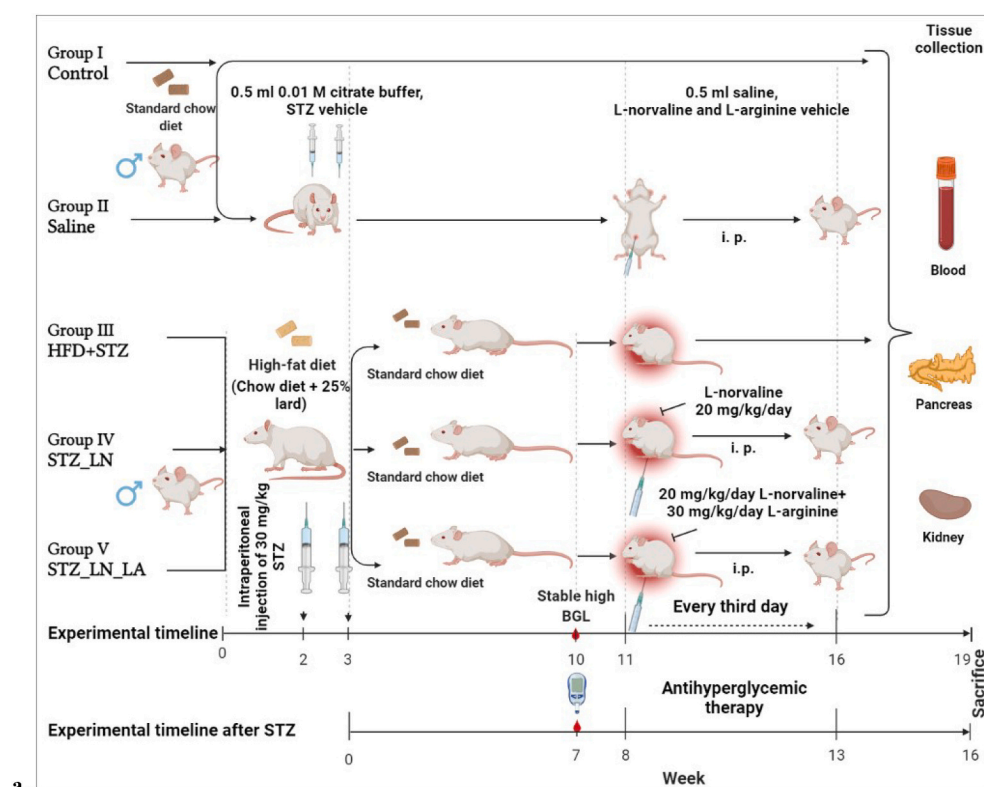 Group I
Control
Standard chow
diet
0.5 ml 0.01 M citrate buffer,
STZ vehicle
0.5 ml saline,
L-norvaline and L-arginine vehicle
Tissue
collection
Group II
Saline
i. p.
Blood
Group III
HFD+STZ
High-fat diet
(Chow diet + 25%
lard)
Standard chow diet
L-norvaline
20 mg/kg/day
Pancreas
Group IV
STZ_LN
Standard chow diet
i. p.
Intraperitoneal
injection of 30 mg/kg
STZ
20 mg/kg/day L-norvaline+
30 mg/kg/day L-arginine
Kidney
Group V
STZ_LN_LA
Standard chow diet
i.p.
Stable high
BGL
Every third day
Experimental timeline
0
2
3
10
11
16
19
Sacrifice
Antihyperglycemic
therapy
Experimental timeline after STZ
0
7
8
13
16
Week
a